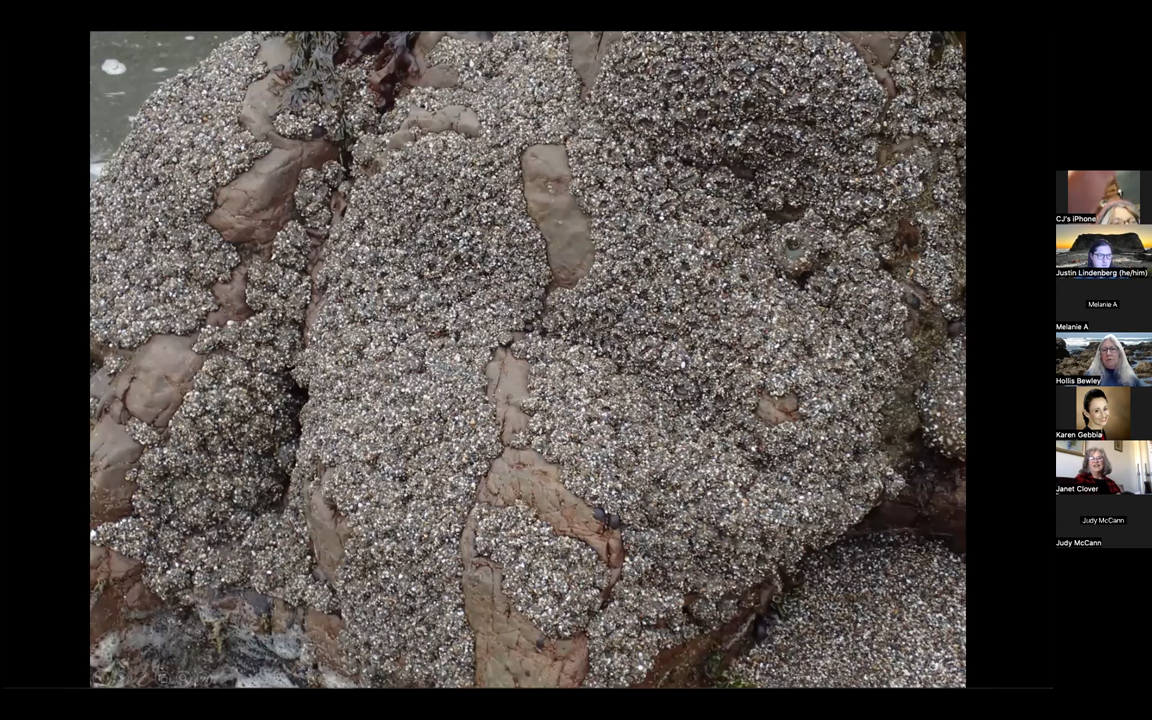 CJ's iPhone
Justin Lindenberg (he/him)
Melanie A
Melanie A
Hollis Bewley
Karen Gebbia
Janet Clover
Judy McCann
Judy McCann